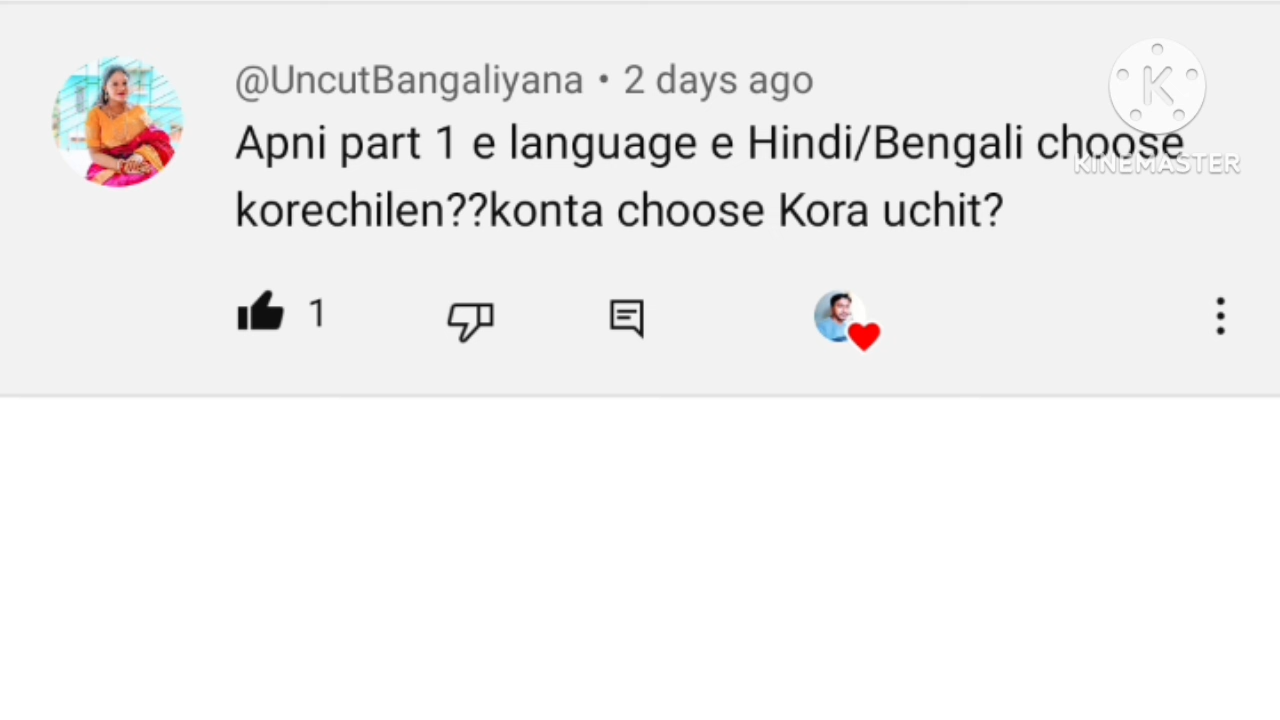 @UncutBangaliyana • 2 days ago
Apni part 1 e language e Hindi/Bengali choose
korechilen??konta choose Kora uchit?
1
K
KINEMASTER